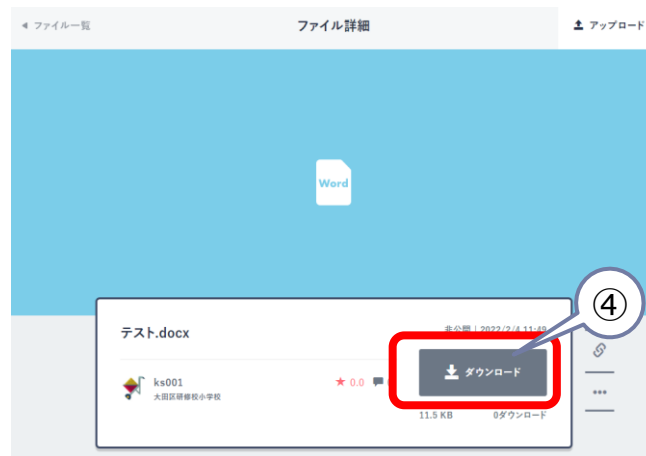 ◀ ファイル一覧
ファイル詳細
アップロード
Word
④
テスト.docx
非公開 | 2022/2/4 11:49
ks001
大田区研修校小学校
★ 0.0
ダウンロード
11.5 KB
0ダウンロード